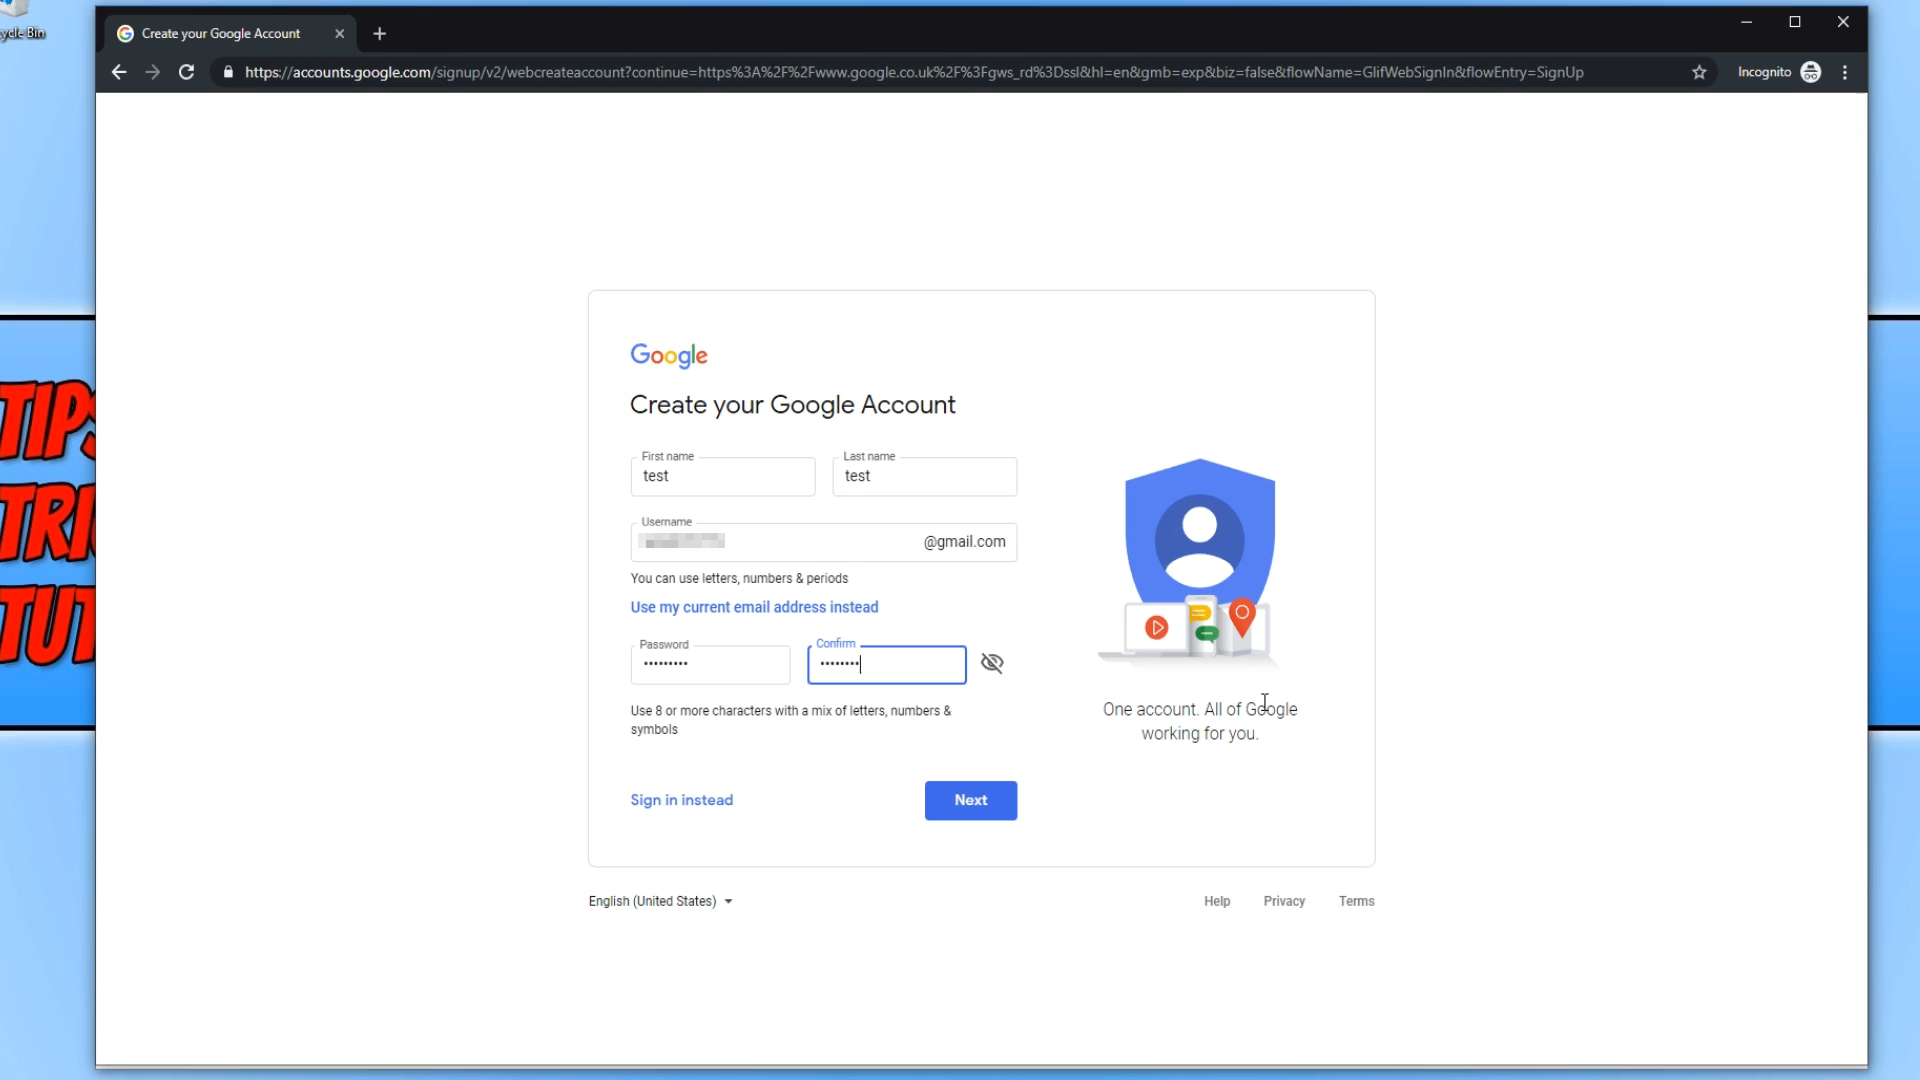 ycle Bin
Create your Google Account
https://accounts.google.com/signup/v2/webcreateaccount?continue=https%3A%2F%2Fwww.google.co.uk%2F%3Fgws_rd%3Dssl&hl=en&gmb=exp&biz=false&flowName=GlifWebSignIn&flowEntry=SignUp
Incognito
TIPS
TRI
TUT
Google
Create your Google Account
First name
test
Last name
test
Username
@gmail.com
You can use letters, numbers & periods
Use my current email address instead
Password
•••••••••
Confirm
••••••••
Use 8 or more characters with a mix of letters, numbers &
symbols
Sign in instead
Next
One account. All of Google
working for you.
English (United States)
Help
Privacy
Terms